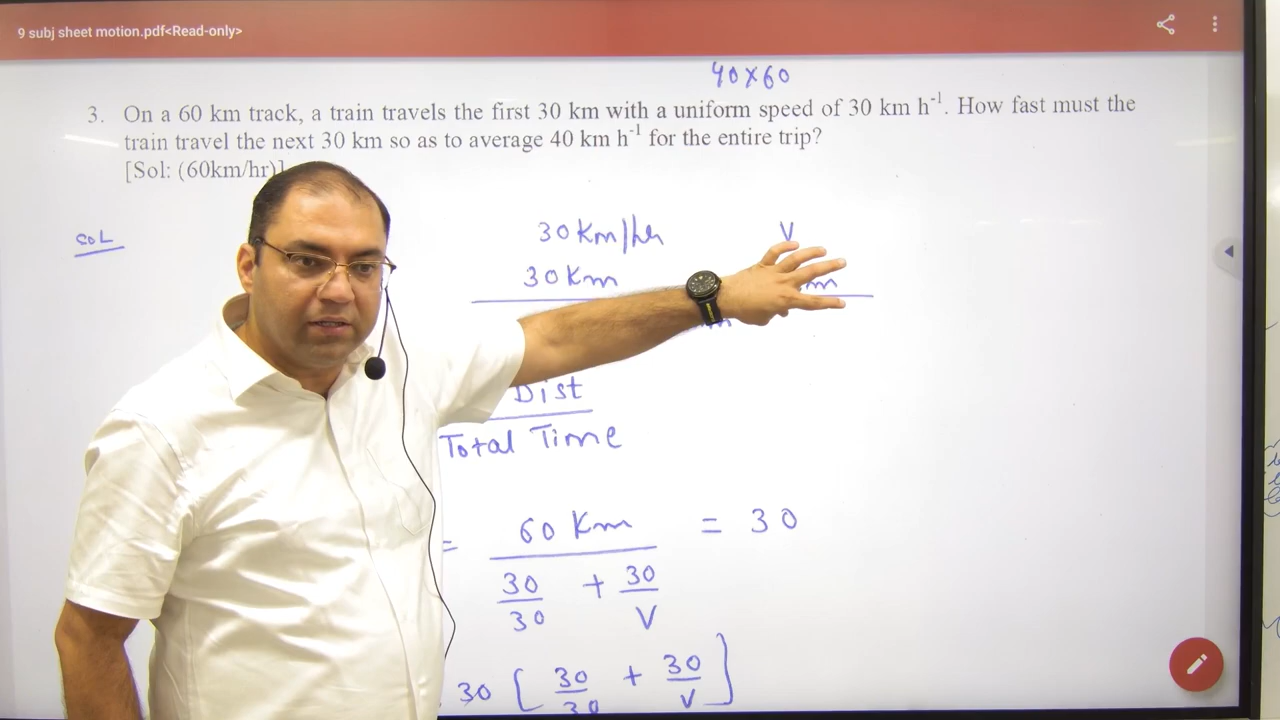 9 subj sheet motion.pdf<Read-only>
40×60
3. On a 60 km track, a train travels the first 30 km with a uniform speed of 30 km h⁻¹. How fast must the
train travel the next 30 km so as to average 40 km h⁻¹ for the entire trip?
[Sol: (60km/hr)]
SOL
30 Km/hr V
30 Km
Dist
Total Time
= 60 Km = 30
30 + 30
30 V
30 [ 30 + 30 ]
30 V